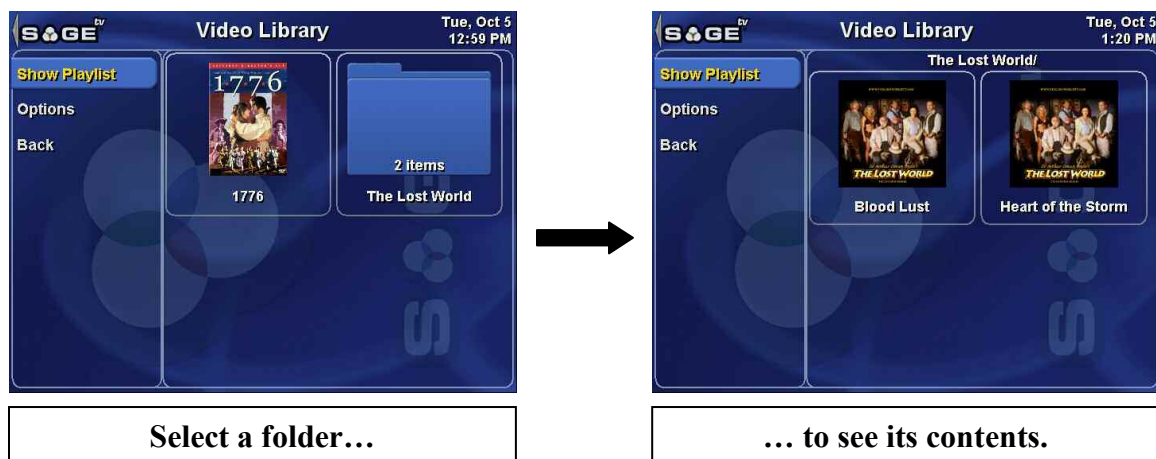 SAGE tv
Video Library
Tue, Oct 5
12:59 PM
Show Playlist
Options
Back
1776
2 items
1776
The Lost World
SAGE tv
Video Library
Tue, Oct 5
1:20 PM
The Lost World/
Show Playlist
Options
Back
THE LOST WORLD
THE LOST WORLD
Blood Lust
Heart of the Storm
Select a folder…
… to see its contents.